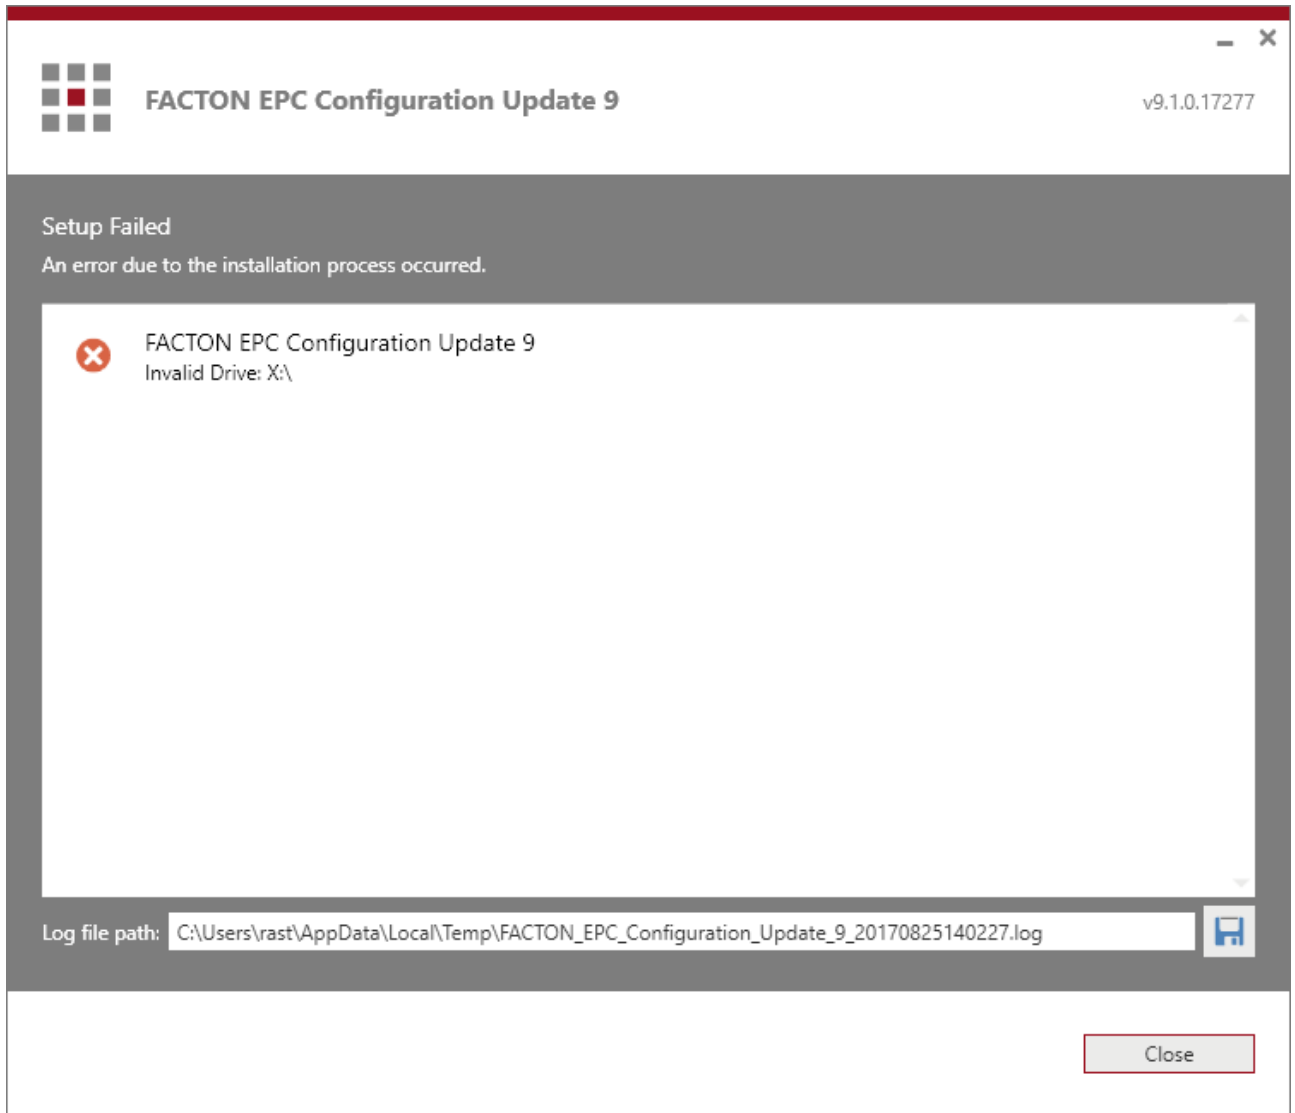 FACTON EPC Configuration Update 9
v9.1.0.17277
Setup Failed
An error due to the installation process occurred.
FACTON EPC Configuration Update 9
Invalid Drive: X:\
Log file path: C:\Users\rast\AppData\Local\Temp\FACTON_EPC_Configuration_Update_9_20170825140227.log
Close